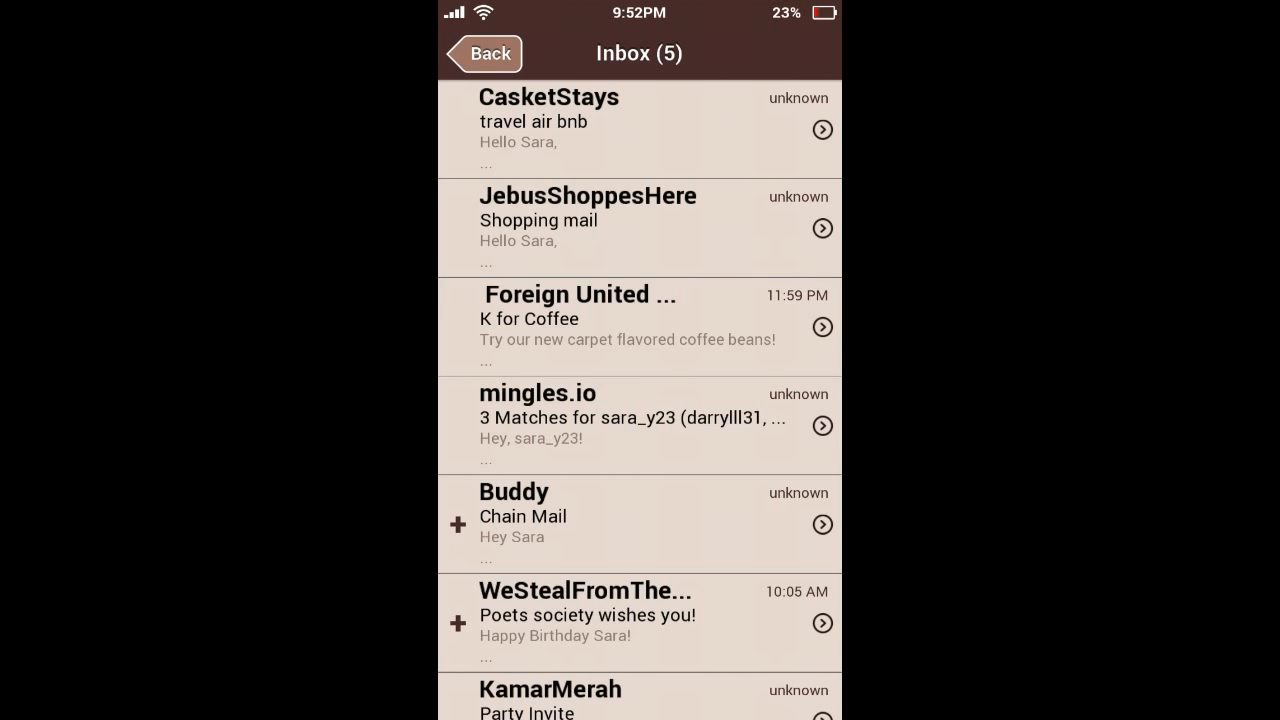 9:52PM
23%
Back
Inbox (5)
CasketStays
unknown
travel air bnb
Hello Sara,
...
JebusShoppesHere
unknown
Shopping mail
Hello Sara,
...
Foreign United ...
11:59 PM
K for Coffee
Try our new carpet flavored coffee beans!
...
mingles.io
unknown
3 Matches for sara_y23 (darrylll31, ...
Hey, sara_y23!
...
Buddy
unknown
Chain Mail
Hey Sara
...
WeStealFromThe...
10:05 AM
Poets society wishes you!
Happy Birthday Sara!
...
KamarMerah
unknown
Party Invite